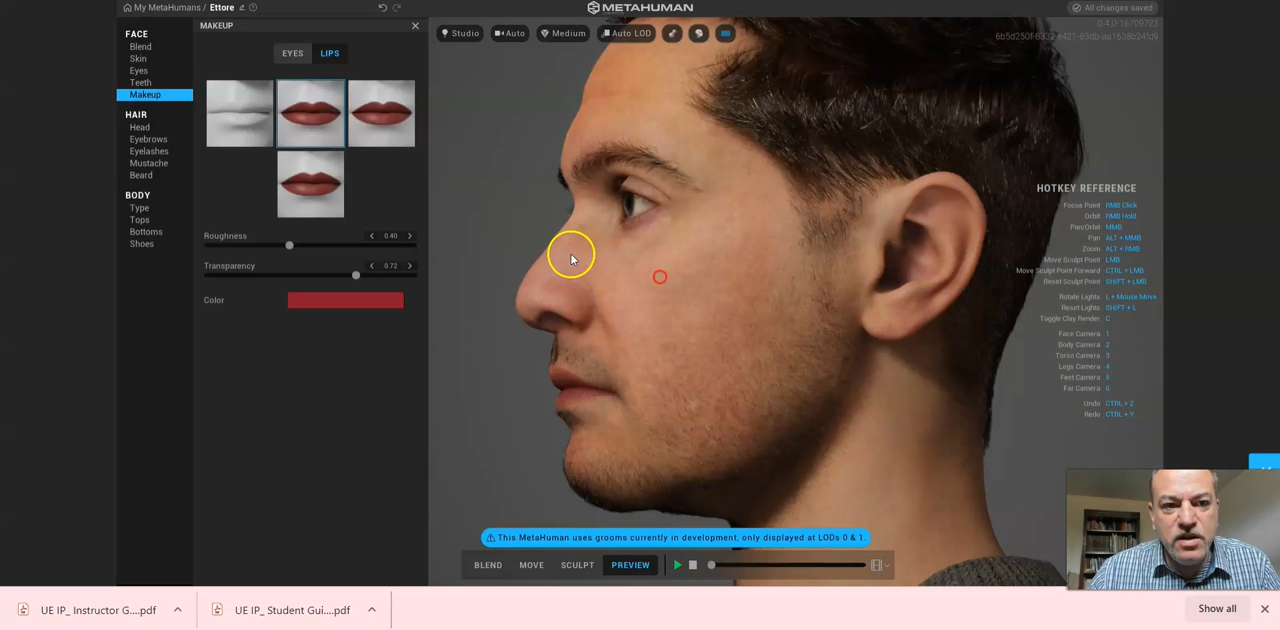 My MetaHumans / Ettore
METAHUMAN
All changes saved
FACE
Blend
Skin
Eyes
Teeth
Makeup
HAIR
Head
Eyebrows
Eyelashes
Mustache
Beard
BODY
Type
Tops
Bottoms
Shoes
MAKEUP
EYES LIPS
Roughness 0.40
Transparency 0.72
Color
Studio Auto Medium Auto LOD
HOTKEY REFERENCE
Focus Point RMB Click
Orbit RMB Hold
Pan/Orbit MMB
Pan ALT + MMB
Zoom ALT + RMB
Move Sculpt Point LMB
Move Sculpt Point Forward CTRL + LMB
Reset Sculpt Point SHIFT + LMB
Rotate Lights L + Mouse Move
Reset Lights SHIFT + L
Toggle Clay Render C
Face Camera 1
Body Camera 2
Torso Camera 3
Legs Camera 4
Feet Camera 5
Far Camera 6
Undo CTRL + Z
Redo CTRL + Y
This MetaHuman uses grooms currently in development, only displayed at LODs 0 & 1.
BLEND MOVE SCULPT PREVIEW
UE IP_ Instructor G....pdf
UE IP_ Student Gui....pdf
Show all